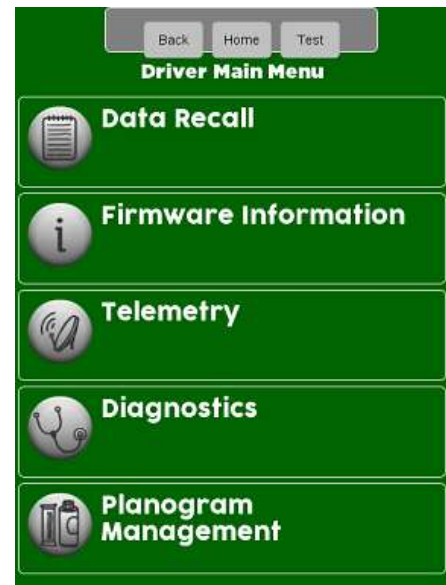 Back Home Test
Driver Main Menu
Data Recall
Firmware Information
Telemetry
Diagnostics
Planogram
Management